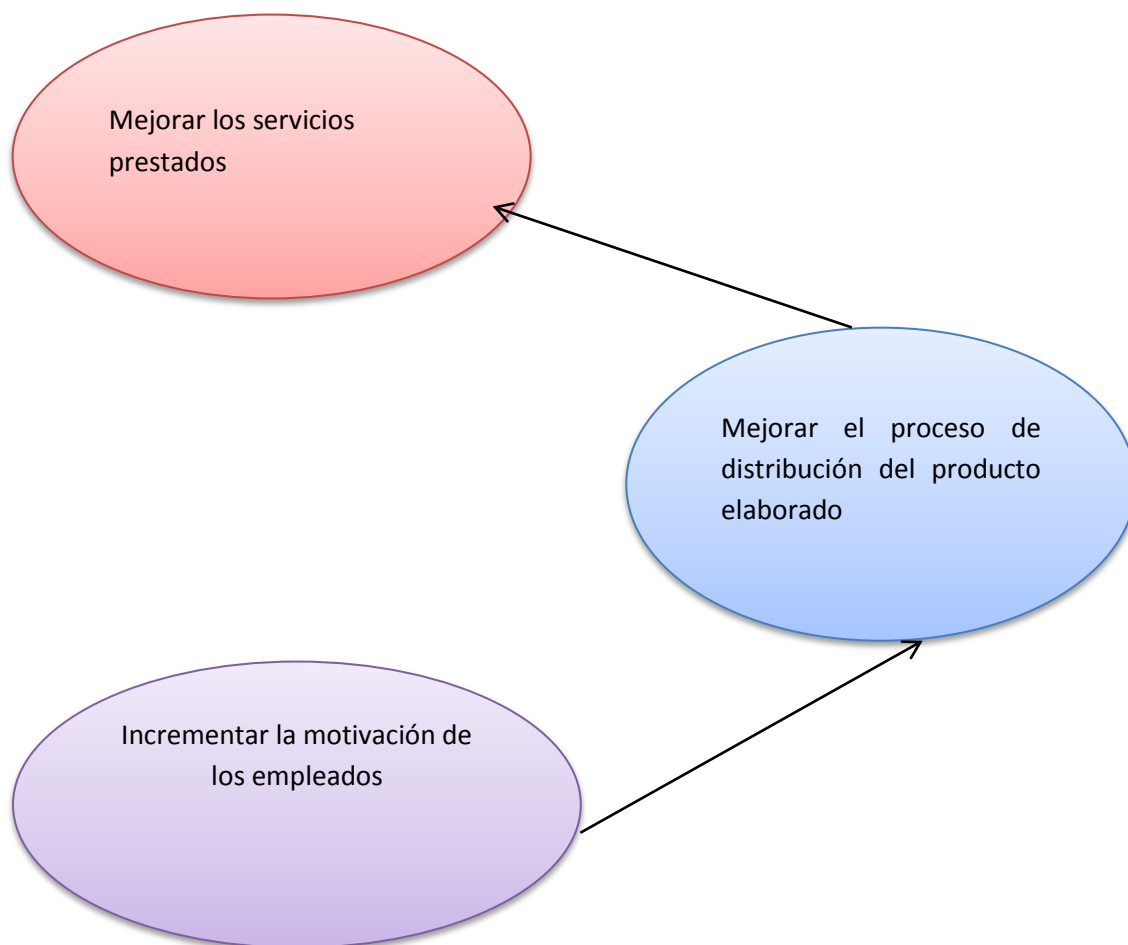 Mejorar los servicios
prestados
Mejorar el proceso de
distribución del producto
elaborado
Incrementar la motivación de
los empleados